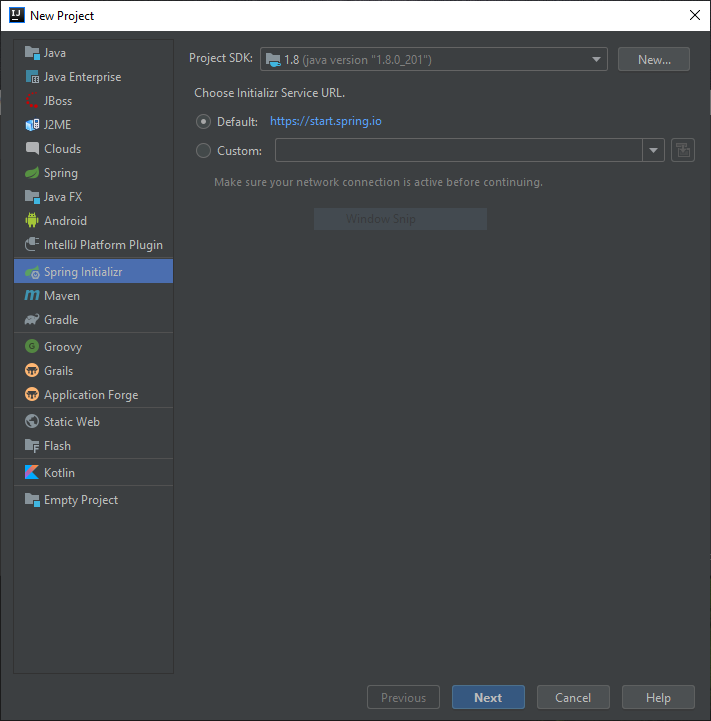 New Project
Java
Java Enterprise
JBoss
J2ME
Clouds
Spring
Java FX
Android
IntelliJ Platform Plugin
Spring Initializr
Maven
Gradle
Groovy
Grails
Application Forge
Static Web
Flash
Kotlin
Empty Project
Project SDK: 1.8 (java version "1.8.0_201") New...
Choose Initializr Service URL.
Default: https://start.spring.io
Custom:
Make sure your network connection is active before continuing.
Window Snip
Previous Next Cancel Help